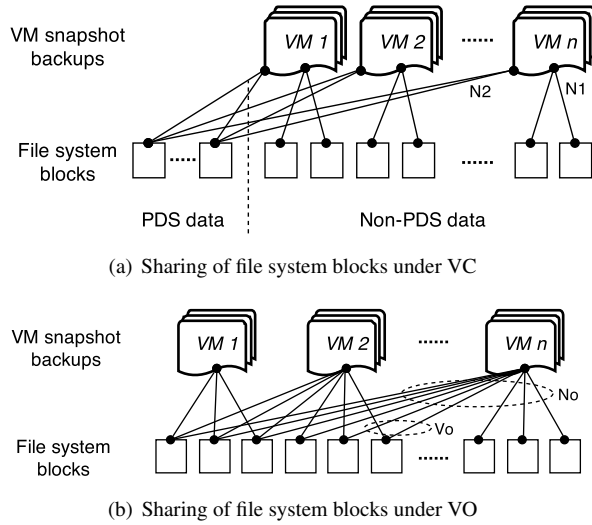 VM snapshot
backups
VM 1
VM 2
......
VM n
N2
N1
File system
blocks
.....
......
PDS data
Non-PDS data
(a) Sharing of file system blocks under VC
VM snapshot
backups
VM 1
VM 2
......
VM n
No
Vo
File system
blocks
......
(b) Sharing of file system blocks under VO